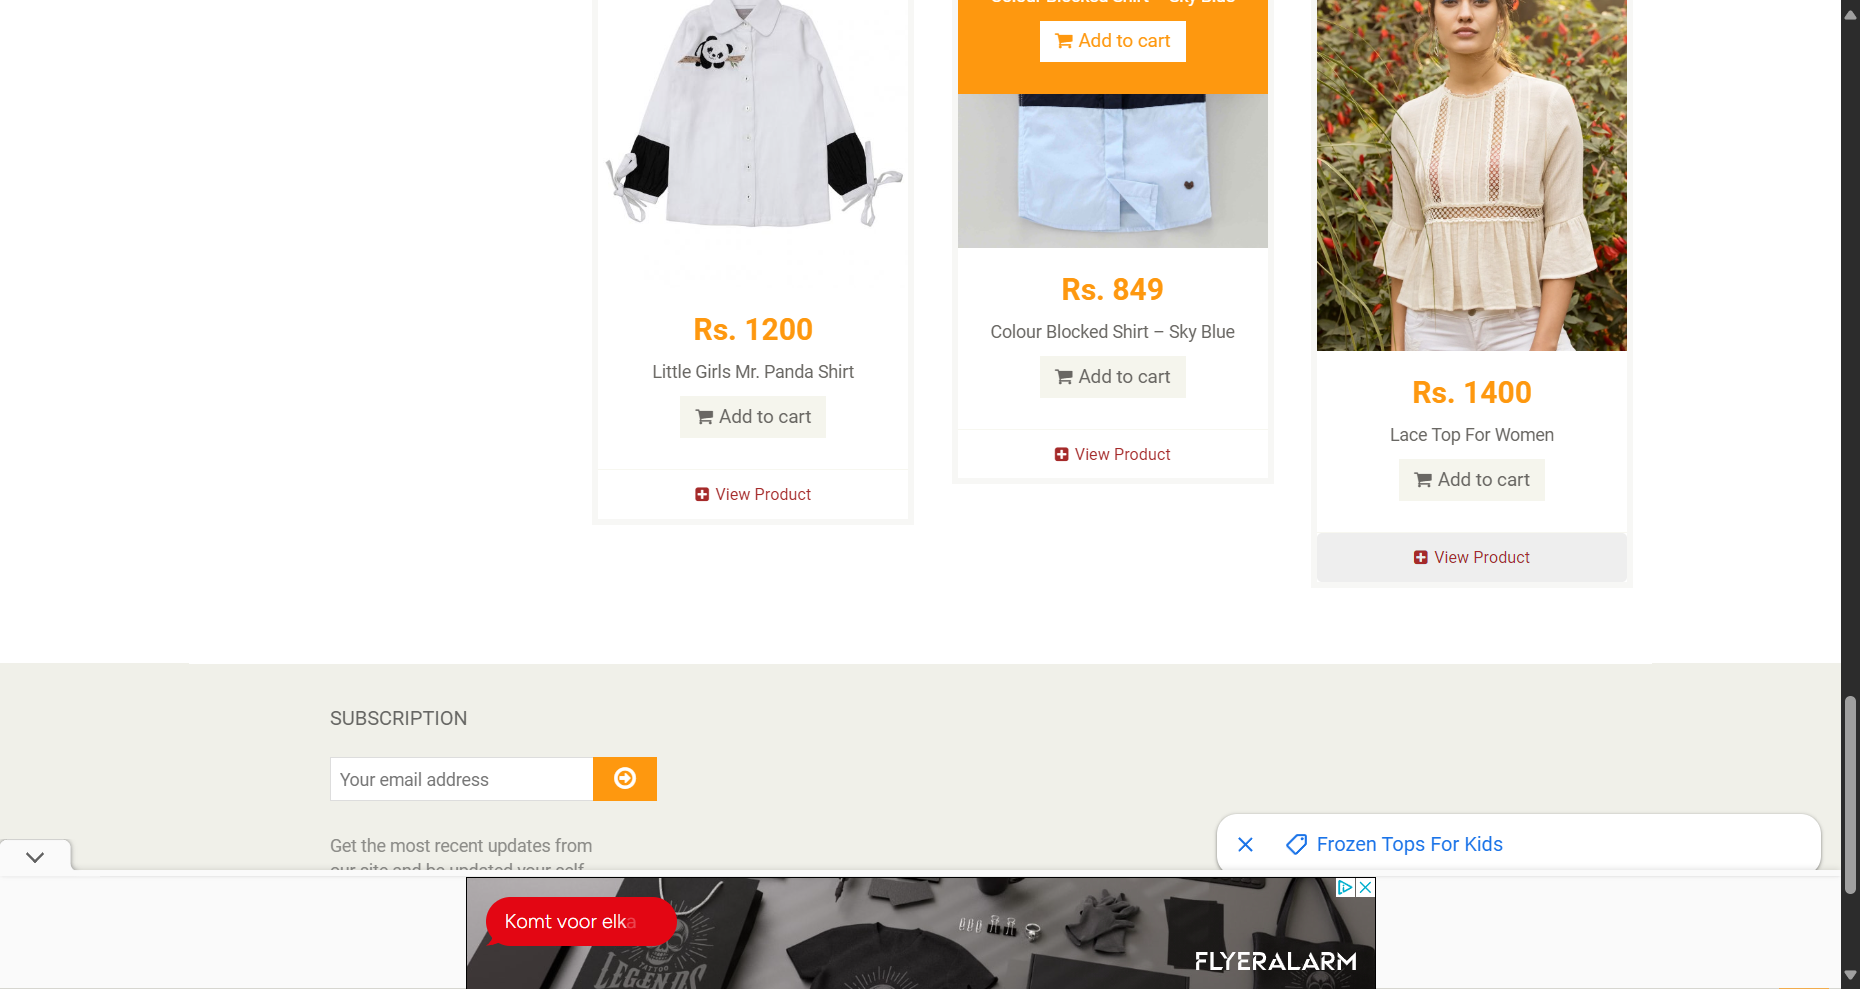 Colour Blocked Shirt – Sky Blue
Add to cart
Rs. 1200
Little Girls Mr. Panda Shirt
Add to cart
View Product
Rs. 849
Colour Blocked Shirt – Sky Blue
Add to cart
View Product
Rs. 1400
Lace Top For Women
Add to cart
View Product
SUBSCRIPTION
Your email address
Get the most recent updates from
our site and be updated your self
Frozen Tops For Kids
Komt voor elka
TATTOO
LEGENDS
FLYERALARM